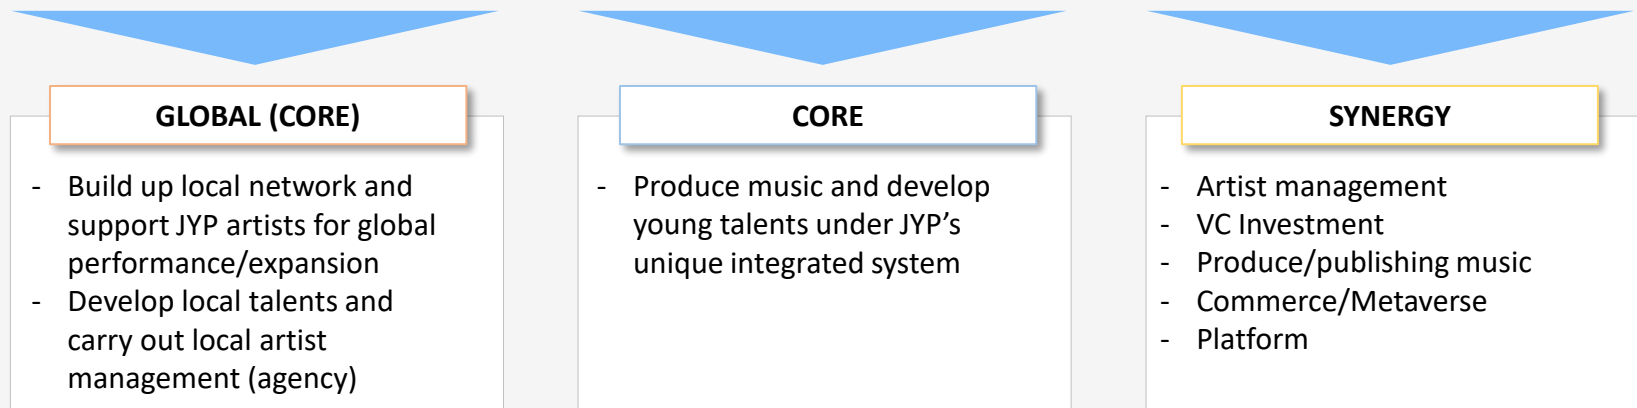 GLOBAL (CORE)
- Build up local network and
support JYP artists for global
performance/expansion
- Develop local talents and
carry out local artist
management (agency)
CORE
- Produce music and develop
young talents under JYP’s
unique integrated system
SYNERGY
- Artist management
- VC Investment
- Produce/publishing music
- Commerce/Metaverse
- Platform